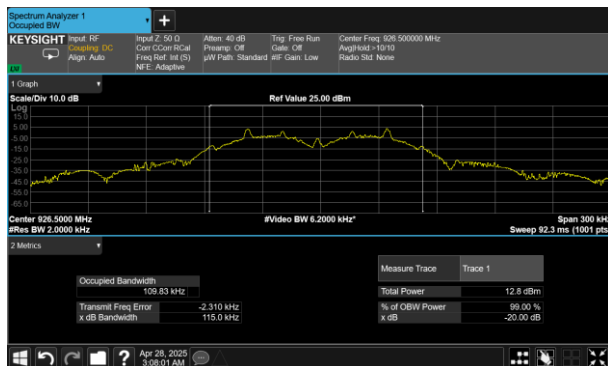 Spectrum Analyzer 1
Occupied BW
KEYSIGHT
Input: RF
Coupling: DC
Align: Auto
Input Z: 50 Ω
Corr CCorr RCal
Freq Ref: Int (S)
NFE: Adaptive
Atten: 40 dB
Preamp: Off
µW Path: Standard
Trig: Free Run
Gate: Off
#IF Gain: Low
Center Freq: 926.500000 MHz
Avg|Hold:>10/10
Radio Std: None
1 Graph
Scale/Div 10.0 dB
Ref Value 25.00 dBm
Log
15.0
5.00
-5.00
-15.0
-25.0
-35.0
-45.0
-55.0
-65.0
Center 926.5000 MHz
#Video BW 6.2000 kHz*
Span 300 kHz
#Res BW 2.0000 kHz
Sweep 92.3 ms (1001 pts
2 Metrics
Measure Trace
Trace 1
Occupied Bandwidth
109.83 kHz
Total Power
12.8 dBm
Transmit Freq Error
-2.310 kHz
% of OBW Power
99.00 %
x dB Bandwidth
115.0 kHz
x dB
-20.00 dB
?
Apr 28, 2025
3:08:01 AM